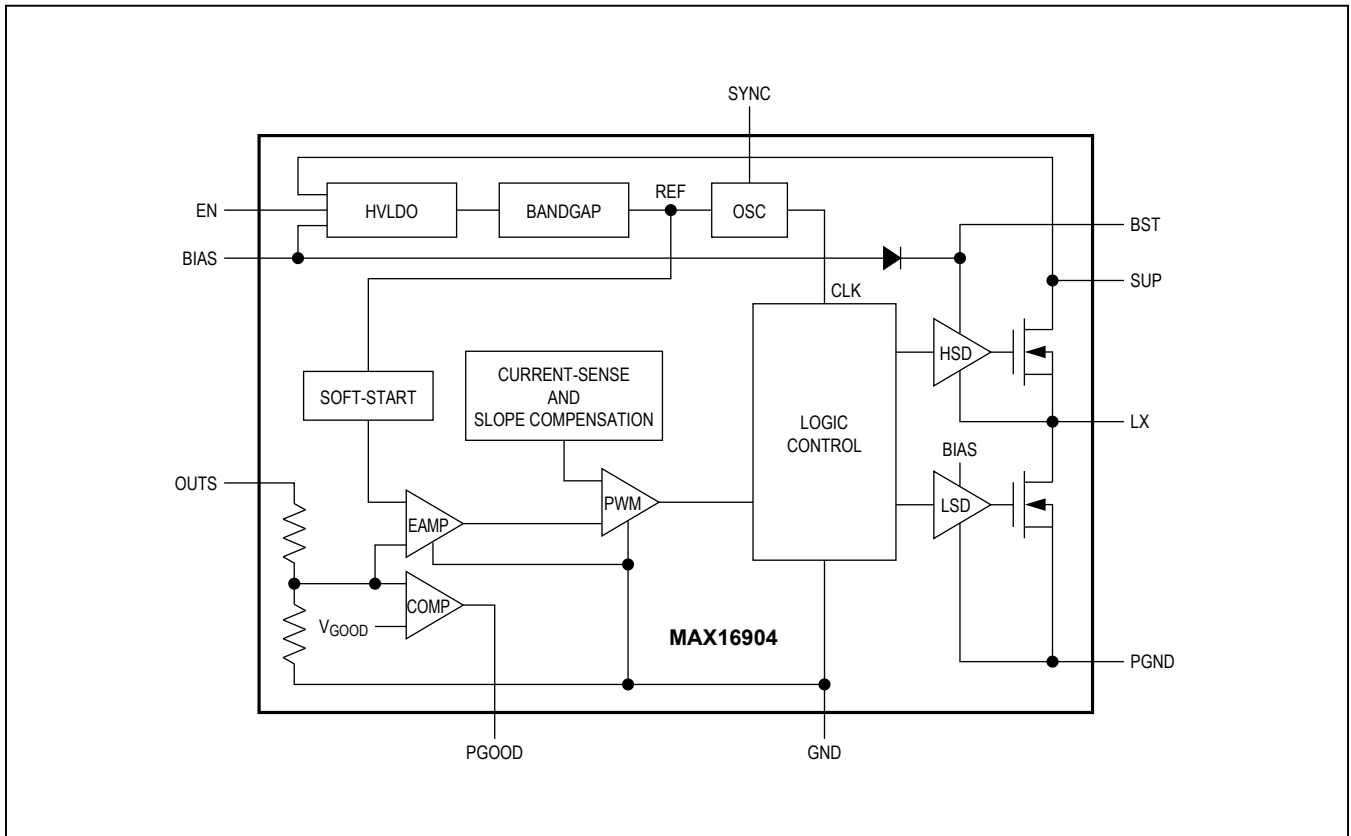 SYNC
REF
EN
HVLDO
BANDGAP
OSC
BST
BIAS
SUP
CLK
HSD
SOFT-START
CURRENT-SENSE
AND
SLOPE COMPENSATION
LOGIC
CONTROL
LX
BIAS
OUTS
PWM
LSD
EAMP
COMP
VGOOD
MAX16904
PGND
PGOOD
GND